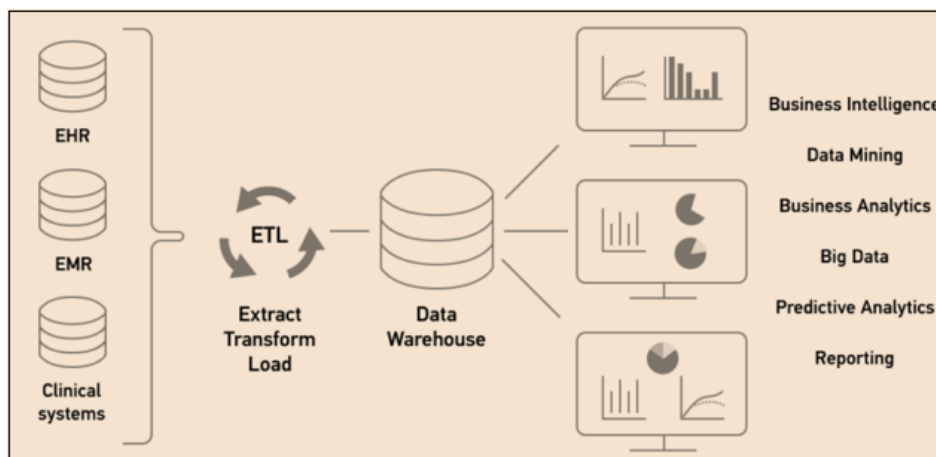 EHR
EMR
Clinical
systems
ETL
Extract
Transform
Load
Data
Warehouse
Business Intelligence
Data Mining
Business Analytics
Big Data
Predictive Analytics
Reporting